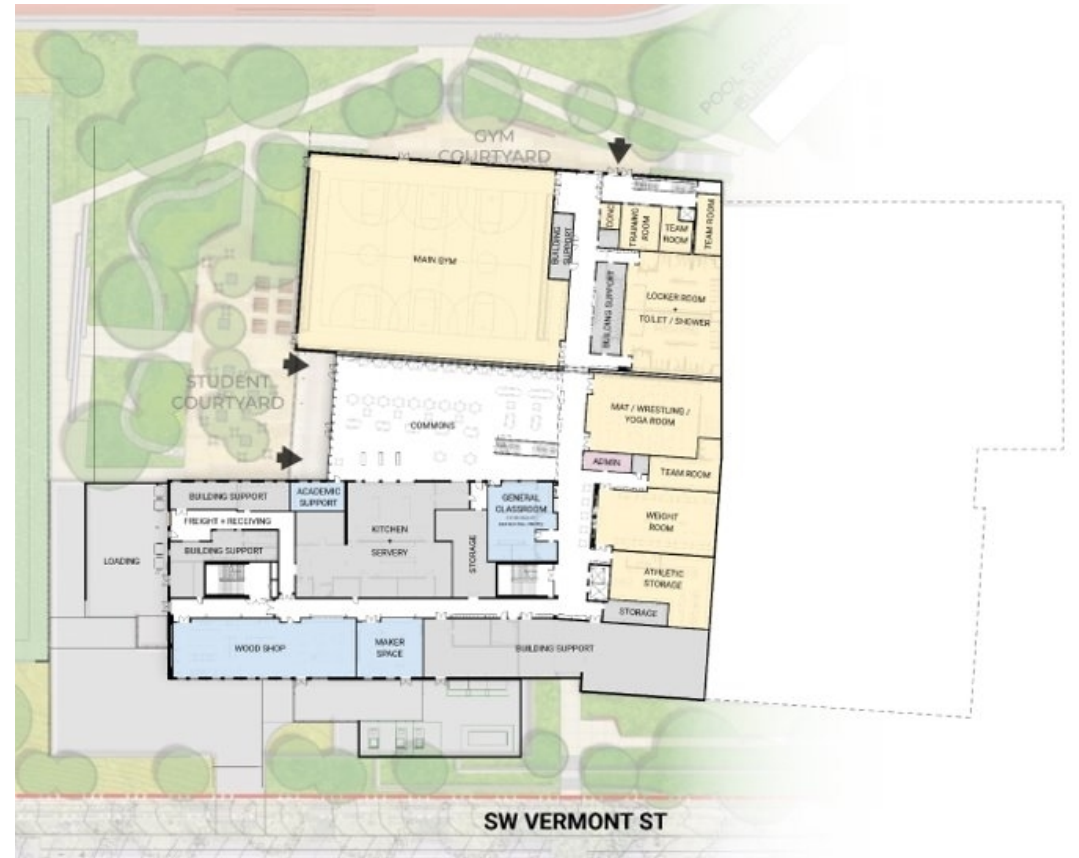 POOL SUPPORT
BUILDING
GYM
COURTYARD
MAIN GYM
BUILDING
SUPPORT
CONC
TRAINING
ROOM
TEAM
ROOM
TEAM ROOM
BUILDING SUPPORT
LOCKER ROOM
+
TOILET / SHOWER
STUDENT
COURTYARD
COMMONS
MAT / WRESTLING /
YOGA ROOM
ADMIN
TEAM ROOM
BUILDING SUPPORT
ACADEMIC
SUPPORT
GENERAL
CLASSROOM
FREIGHT + RECEIVING
KITCHEN
+
SERVERY
WEIGHT
ROOM
BUILDING SUPPORT
LOADING
STORAGE
ATHLETIC
STORAGE
STORAGE
WOOD SHOP
MAKER
SPACE
BUILDING SUPPORT
SW VERMONT ST